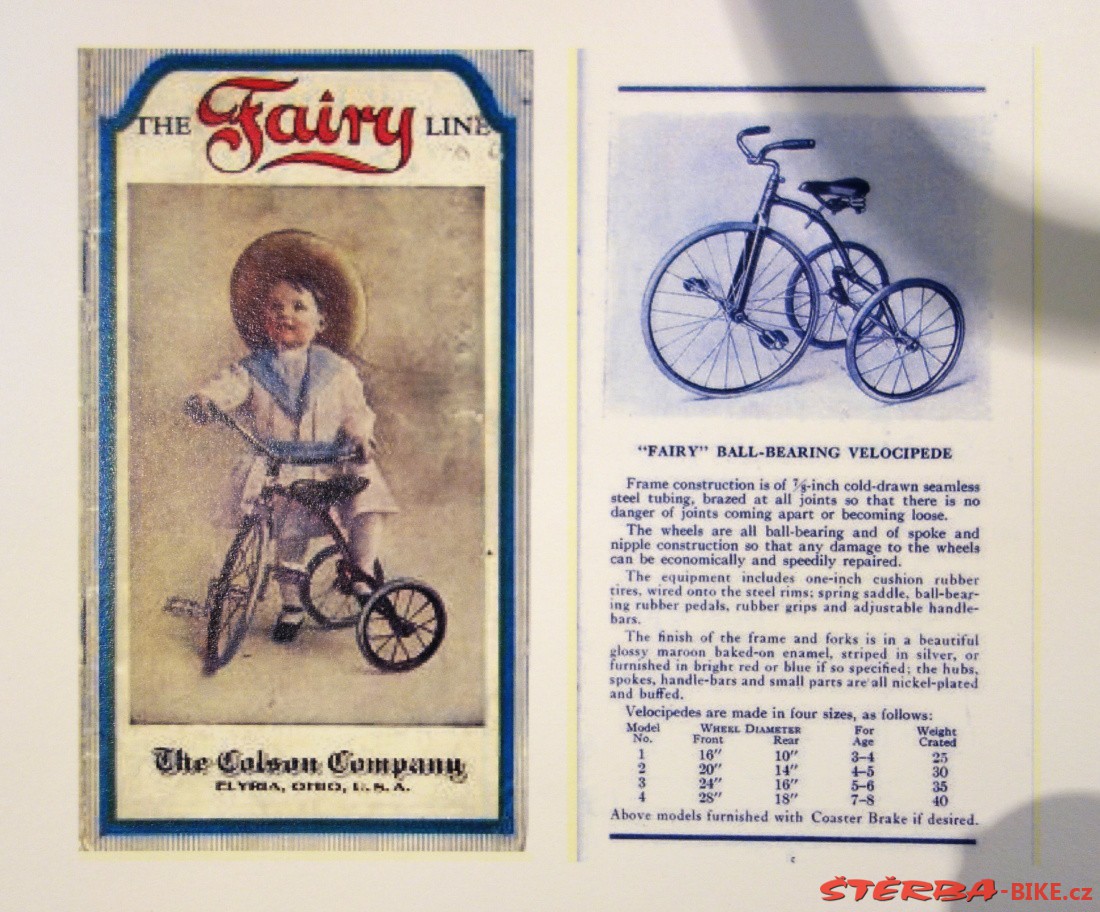 THE Fairy LINE
The Colson Company
ELYRIA, OHIO, U.S.A.
"FAIRY" BALL-BEARING VELOCIPEDE
Frame construction is of ⅞-inch cold-drawn seamless
steel tubing, brazed at all joints so that there is no
danger of joints coming apart or becoming loose.
The wheels are all ball-bearing and of spoke and
nipple construction so that any damage to the wheels
can be economically and speedily repaired.
The equipment includes one-inch cushion rubber
tires, wired onto the steel rims; spring saddle, ball-bear-
ing rubber pedals, rubber grips and adjustable handle-
bars.
The finish of the frame and forks is in a beautiful
glossy maroon baked-on enamel, striped in silver, or
furnished in bright red or blue if so specified; the hubs,
spokes, handle-bars and small parts are all nickel-plated
and buffed.
Velocipedes are made in four sizes, as follows:
Model WHEEL DIAMETER For Weight
No. Front Rear Age Crated
1 16" 10" 3-4 25
2 20" 14" 4-5 30
3 24" 16" 5-6 35
4 28" 18" 7-8 40
Above models furnished with Coaster Brake if desired.
ŠTĚRBA-BIKE.cz